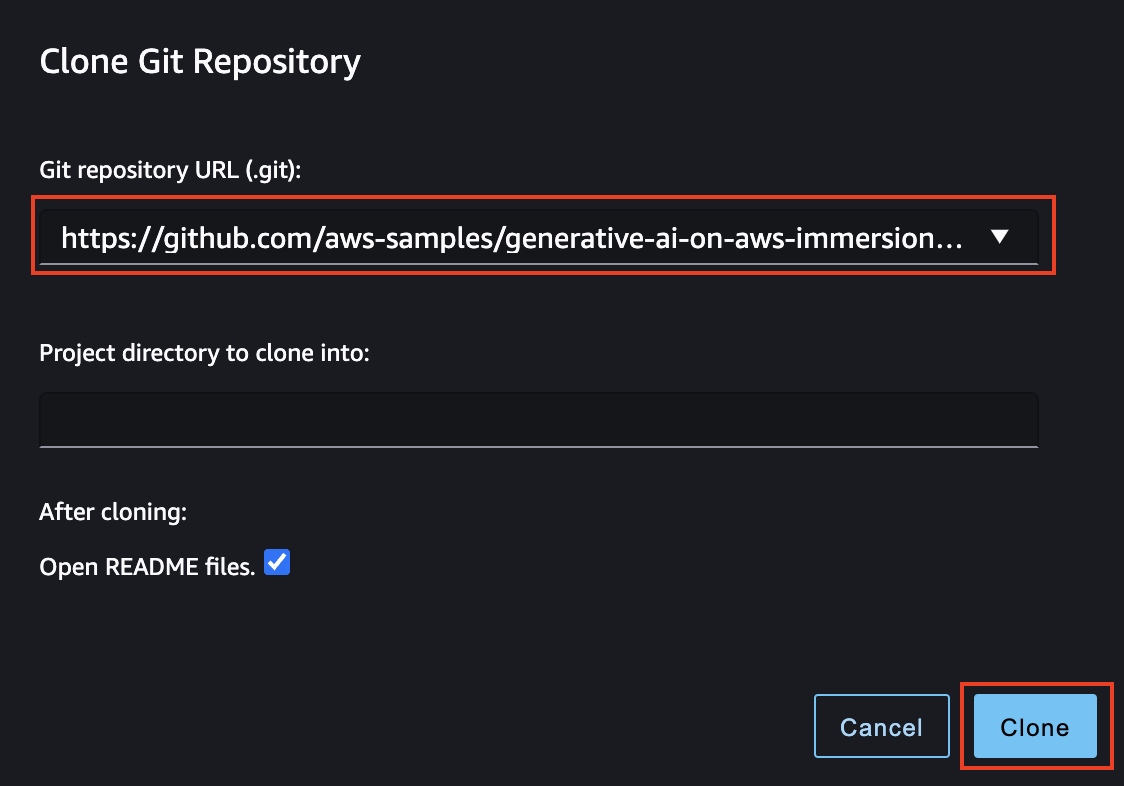 Clone Git Repository
Git repository URL (.git):
https://github.com/aws-samples/generative-ai-on-aws-immersion...
Project directory to clone into:
After cloning:
Open README files.
Cancel
Clone